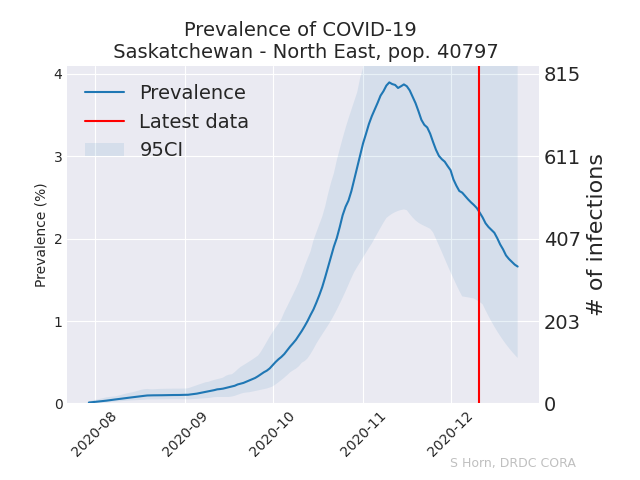 Prevalence of COVID-19
Saskatchewan - North East, pop. 40797
Prevalence
Latest data
95CI
Prevalence (%)
4
3
2
1
0
815
611
407
203
0
# of infections
2020-08
2020-09
2020-10
2020-11
2020-12
S Horn, DRDC CORA